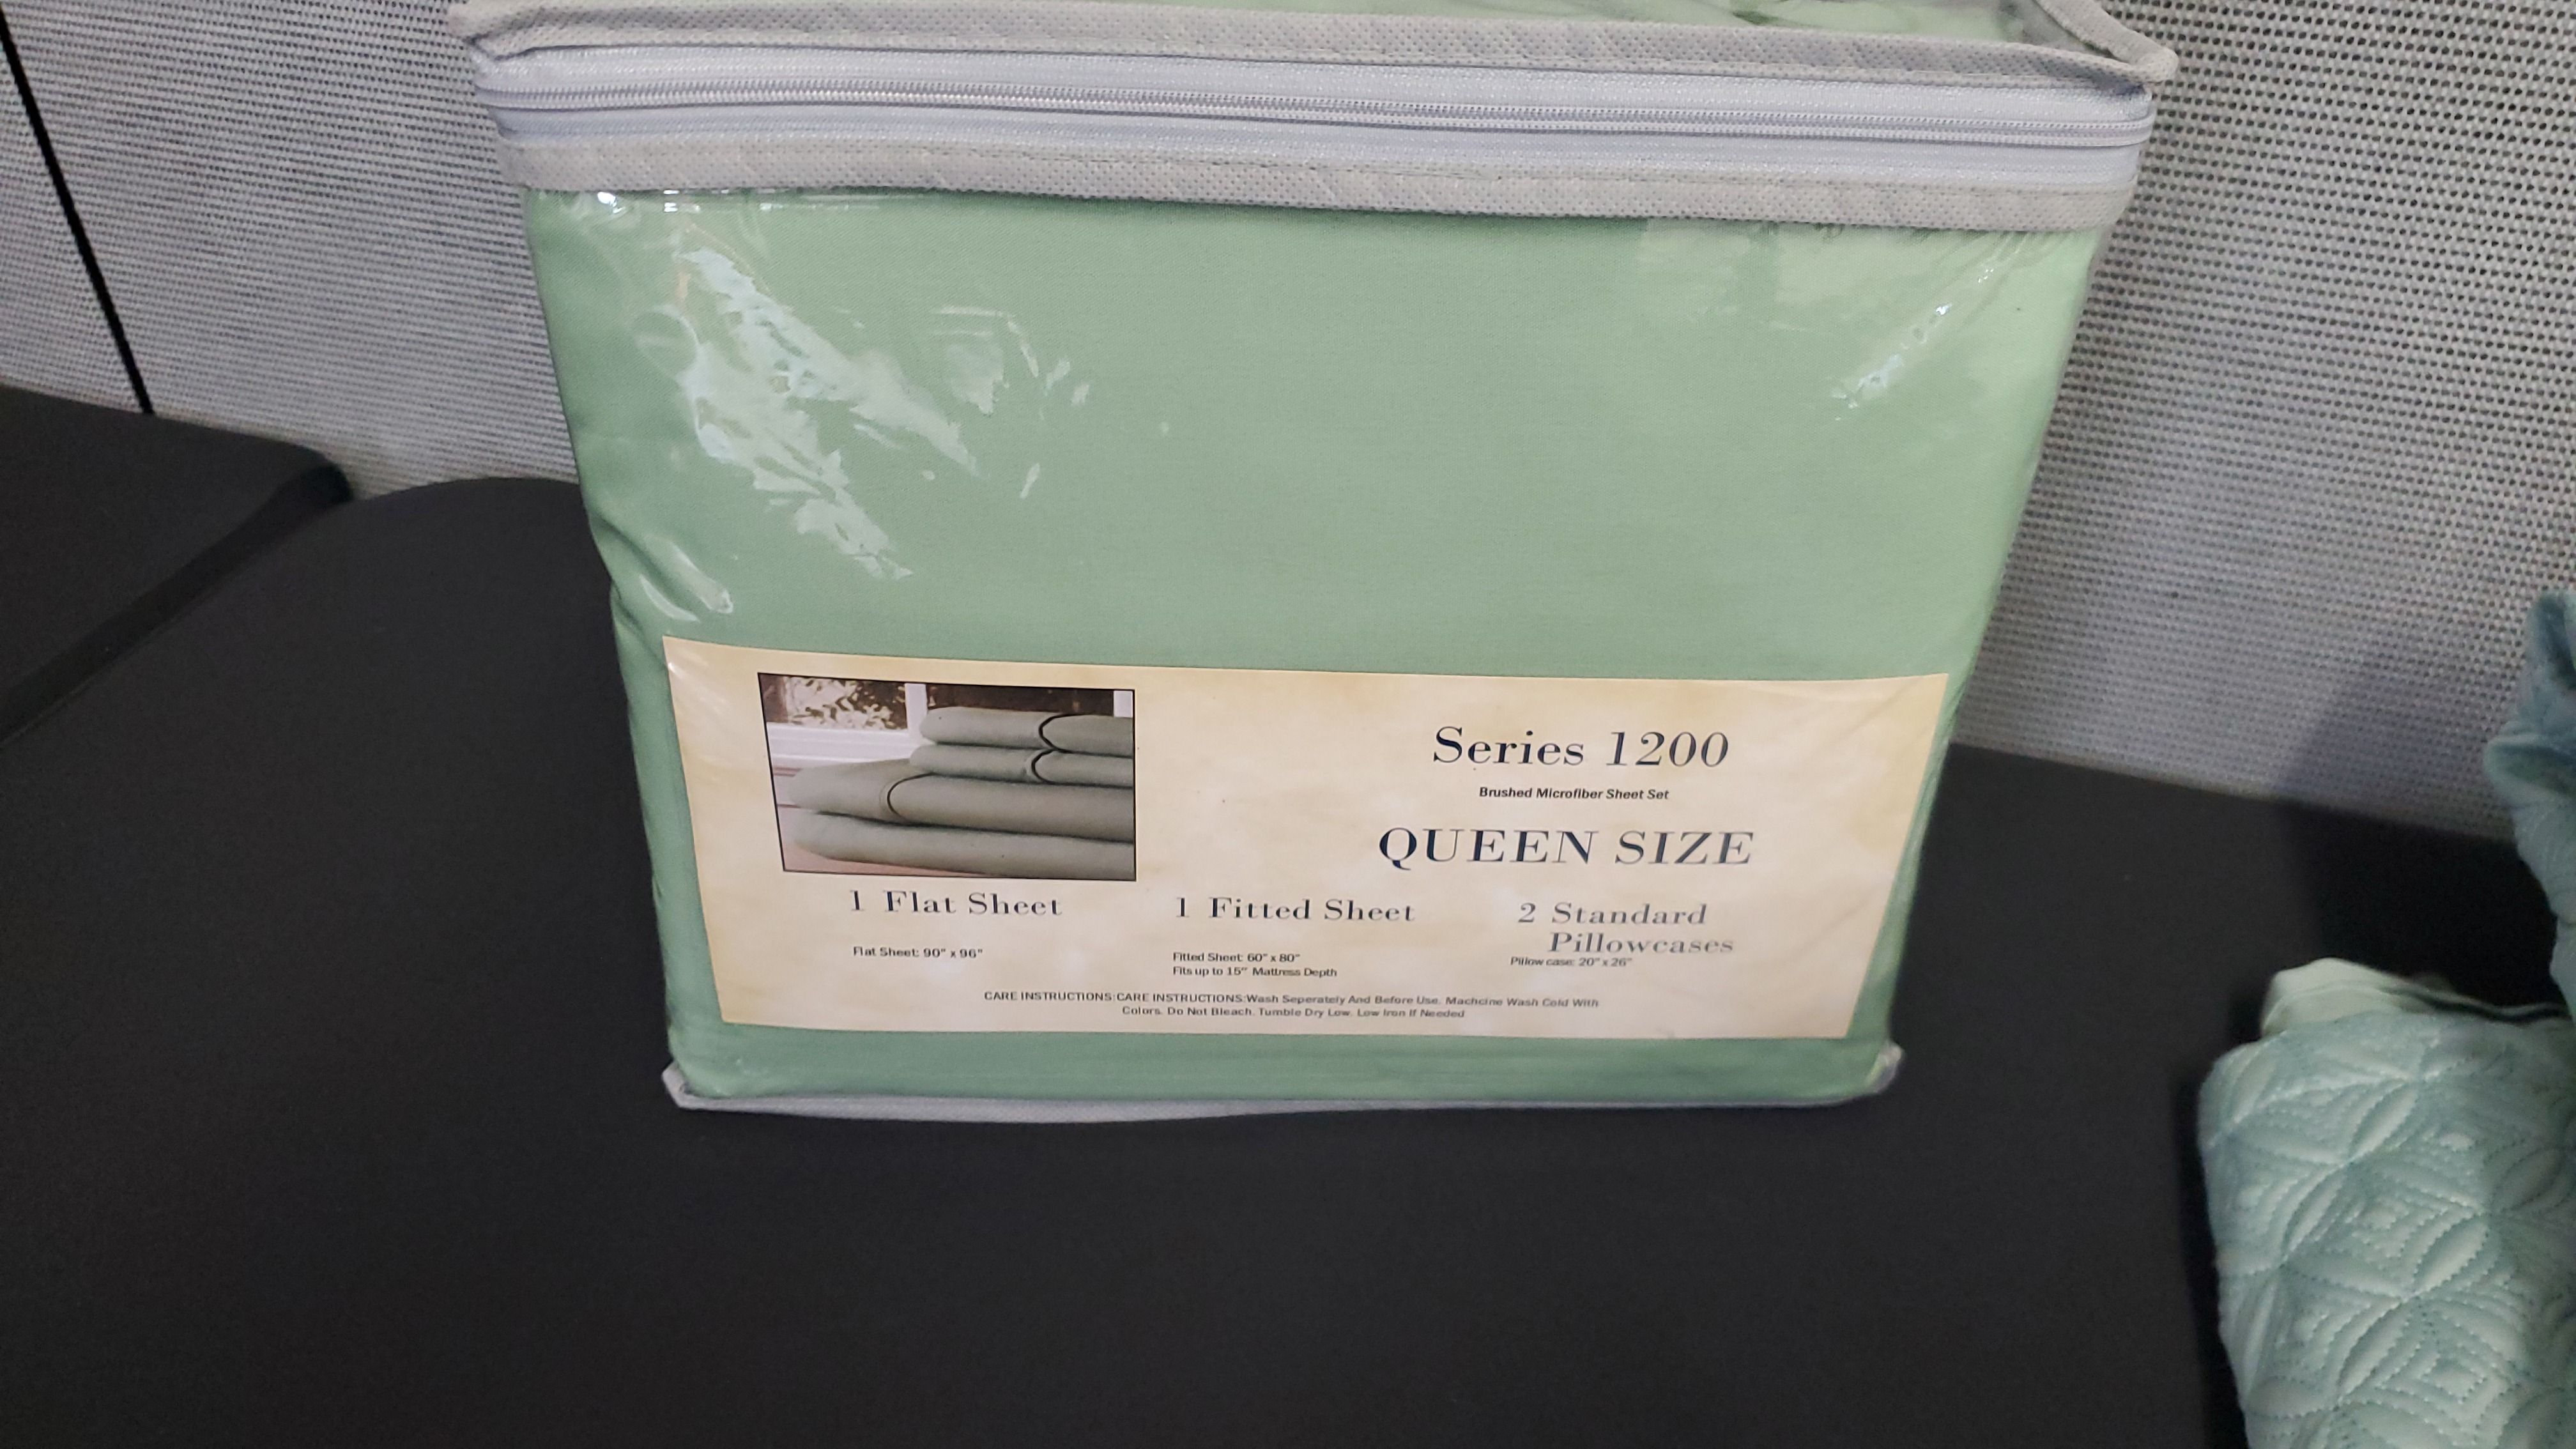 Series 1200
Brushed Microfiber Sheet Set
QUEEN SIZE
1 Flat Sheet
Flat Sheet: 90" x 96"
1 Fitted Sheet
Fitted Sheet: 60" x 80"
Fits up to 15" Mattress Depth
2 Standard
Pillowcases
Pillow case: 20" x 26"
CARE INSTRUCTIONS:CARE INSTRUCTIONS:Wash Seperately And Before Use. Machcine Wash Cold With
Colors. Do Not Bleach. Tumble Dry Low. Low Iron If Needed